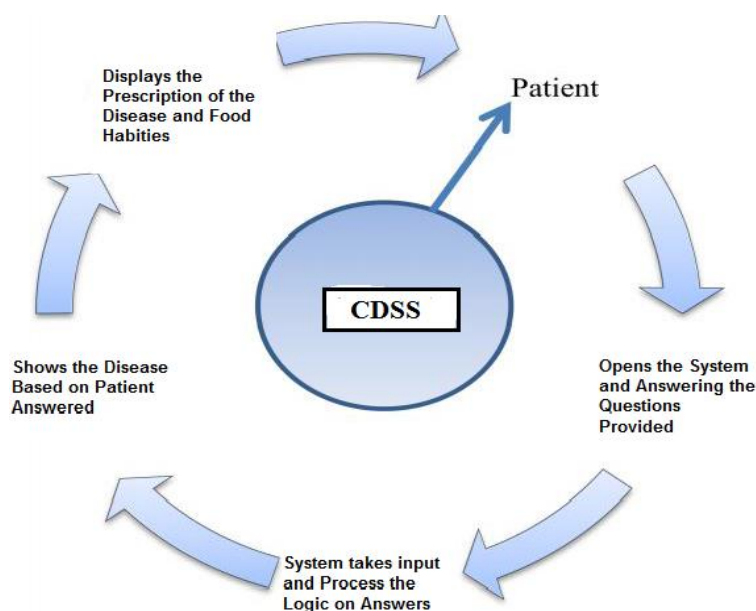 Displays the
Prescription of the
Disease and Food
Habities
Patient
CDSS
Shows the Disease
Based on Patient
Answered
Opens the System
and Answering the
Questions
Provided
System takes input
and Process the
Logic on Answers